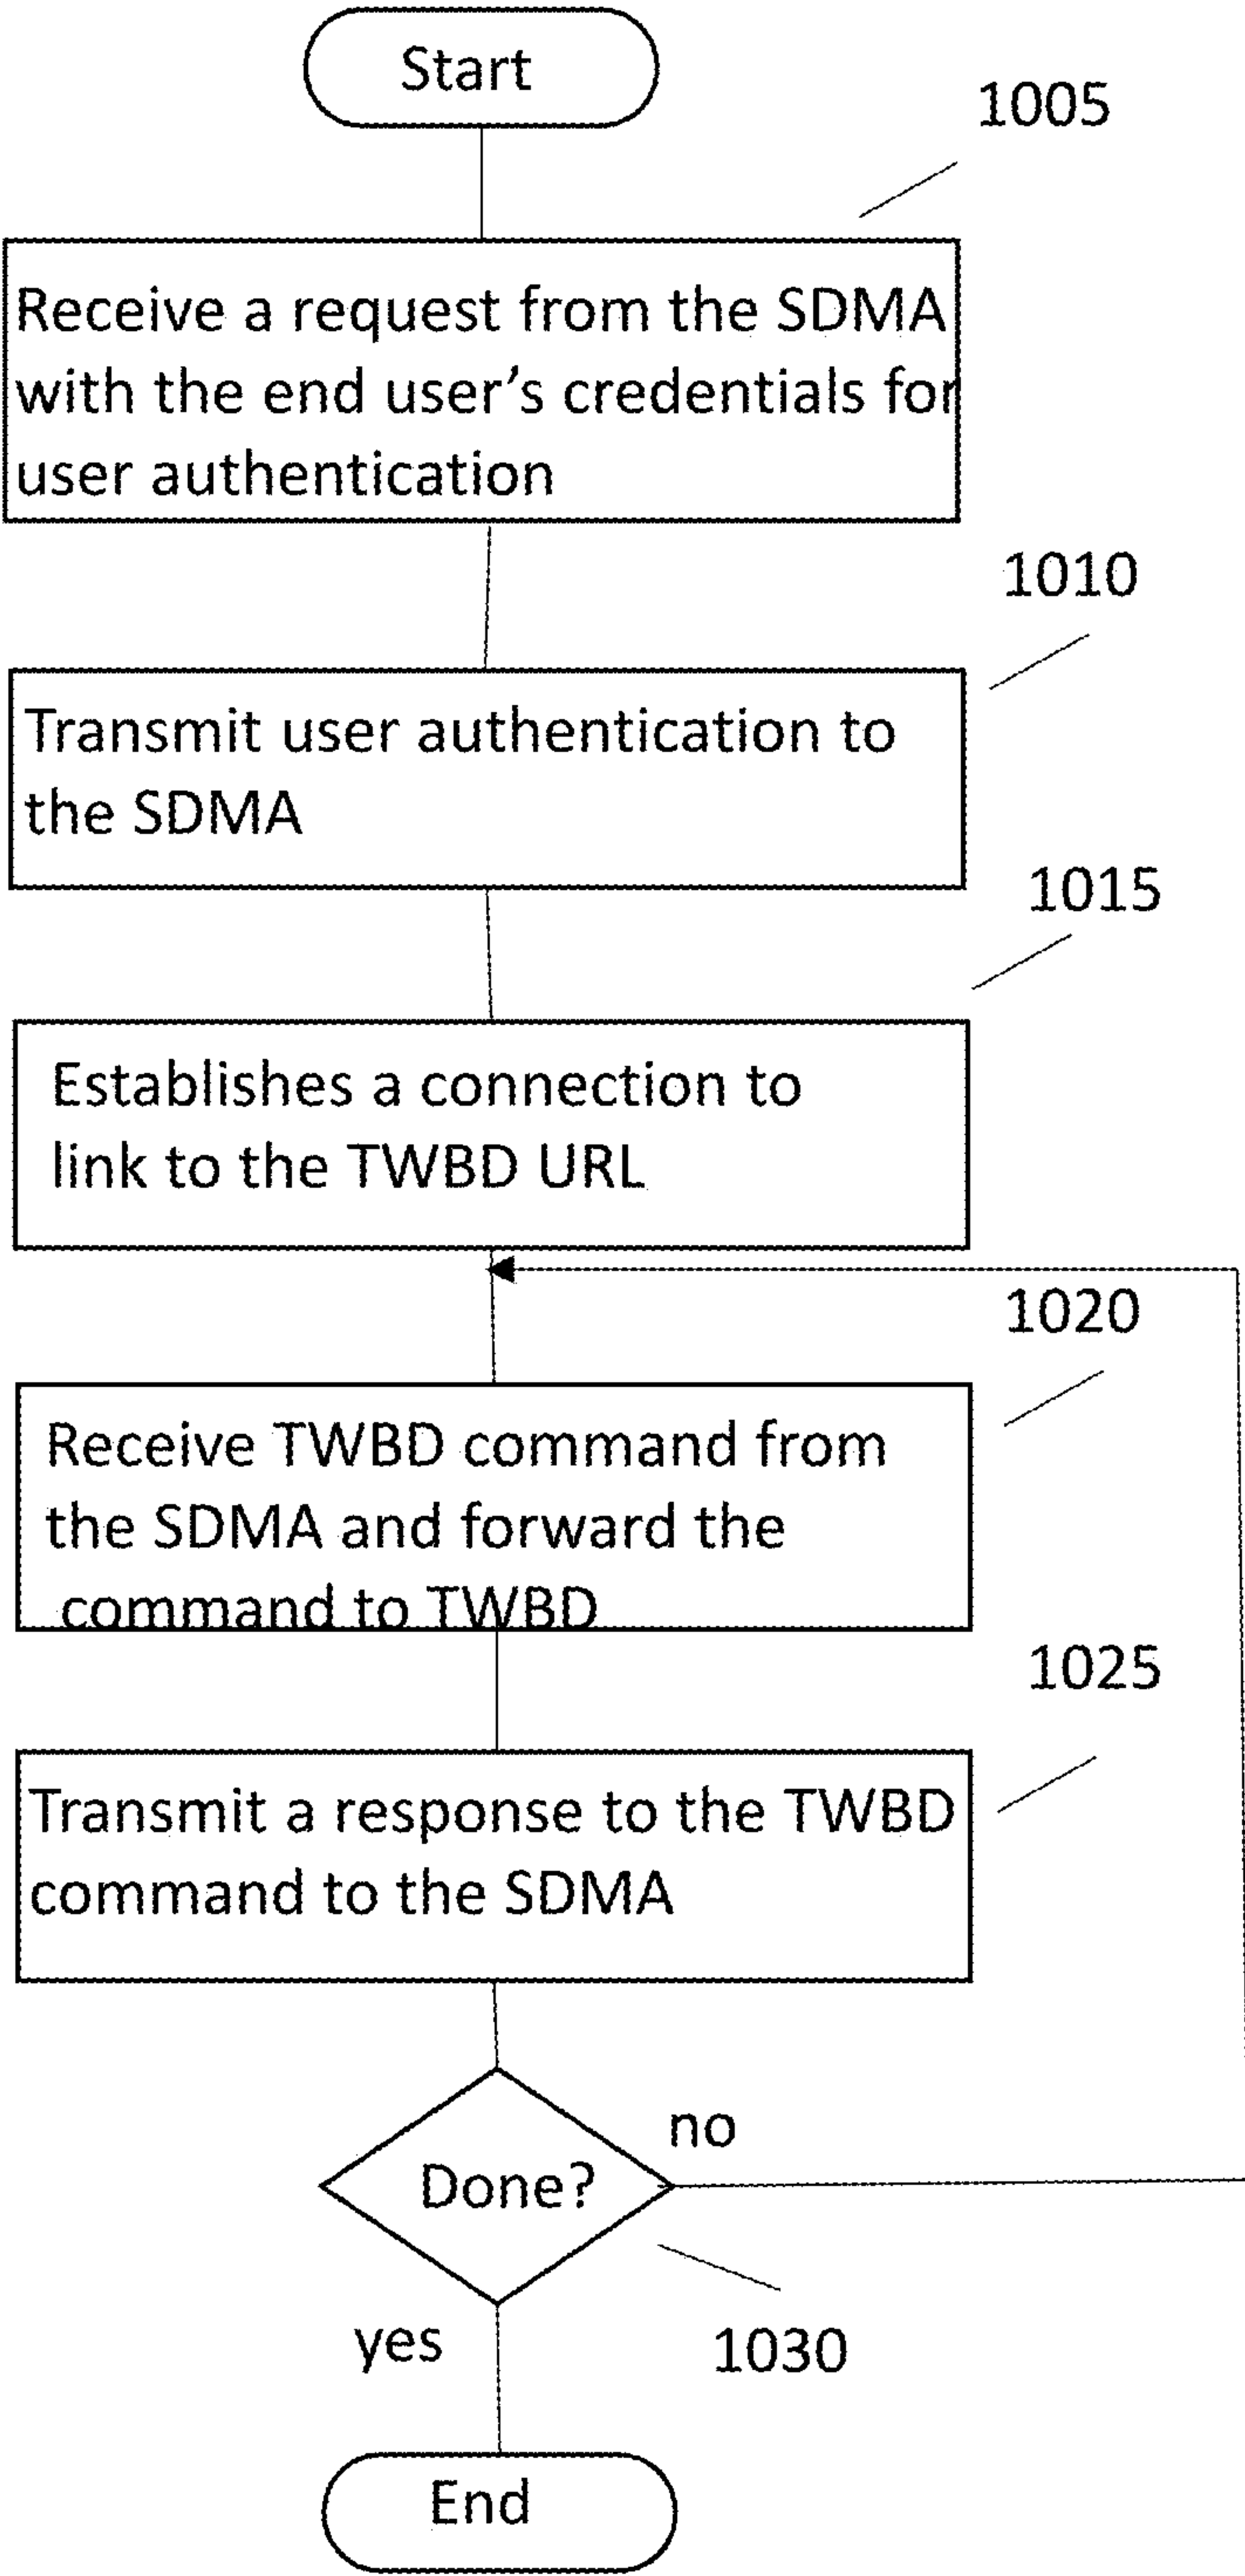 Start
1005
Receive a request from the SDMA
with the end user's credentials for
user authentication
1010
Transmit user authentication to
the SDMA
1015
Establishes a connection to
link to the TWBD URL
1020
Receive TWBD command from
the SDMA and forward the
command to TWBD
1025
Transmit a response to the TWBD
command to the SDMA
no
Done?
yes
1030
End